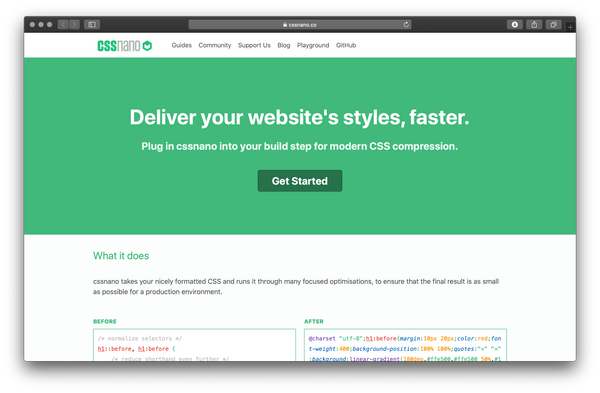 cssnano.co
CSSnano
Guides Community Support Us Blog Playground GitHub
Deliver your website's styles, faster.
Plug in cssnano into your build step for modern CSS compression.
Get Started
What it does
cssnano takes your nicely formatted CSS and runs it through many focused optimisations, to ensure that the final result is as small
as possible for a production environment.
BEFORE
/* normalize selectors */
h1::before, h1:before {
/* reduce shorthand even further */
AFTER
@charset "utf-8";h1:before{margin:10px 20px;color:red;fon
t-weight:400;background-position:100% 100%;quotes:"«" "»"
;background:linear-gradient(180deg,#ffe500,#ffe500 50%,#1